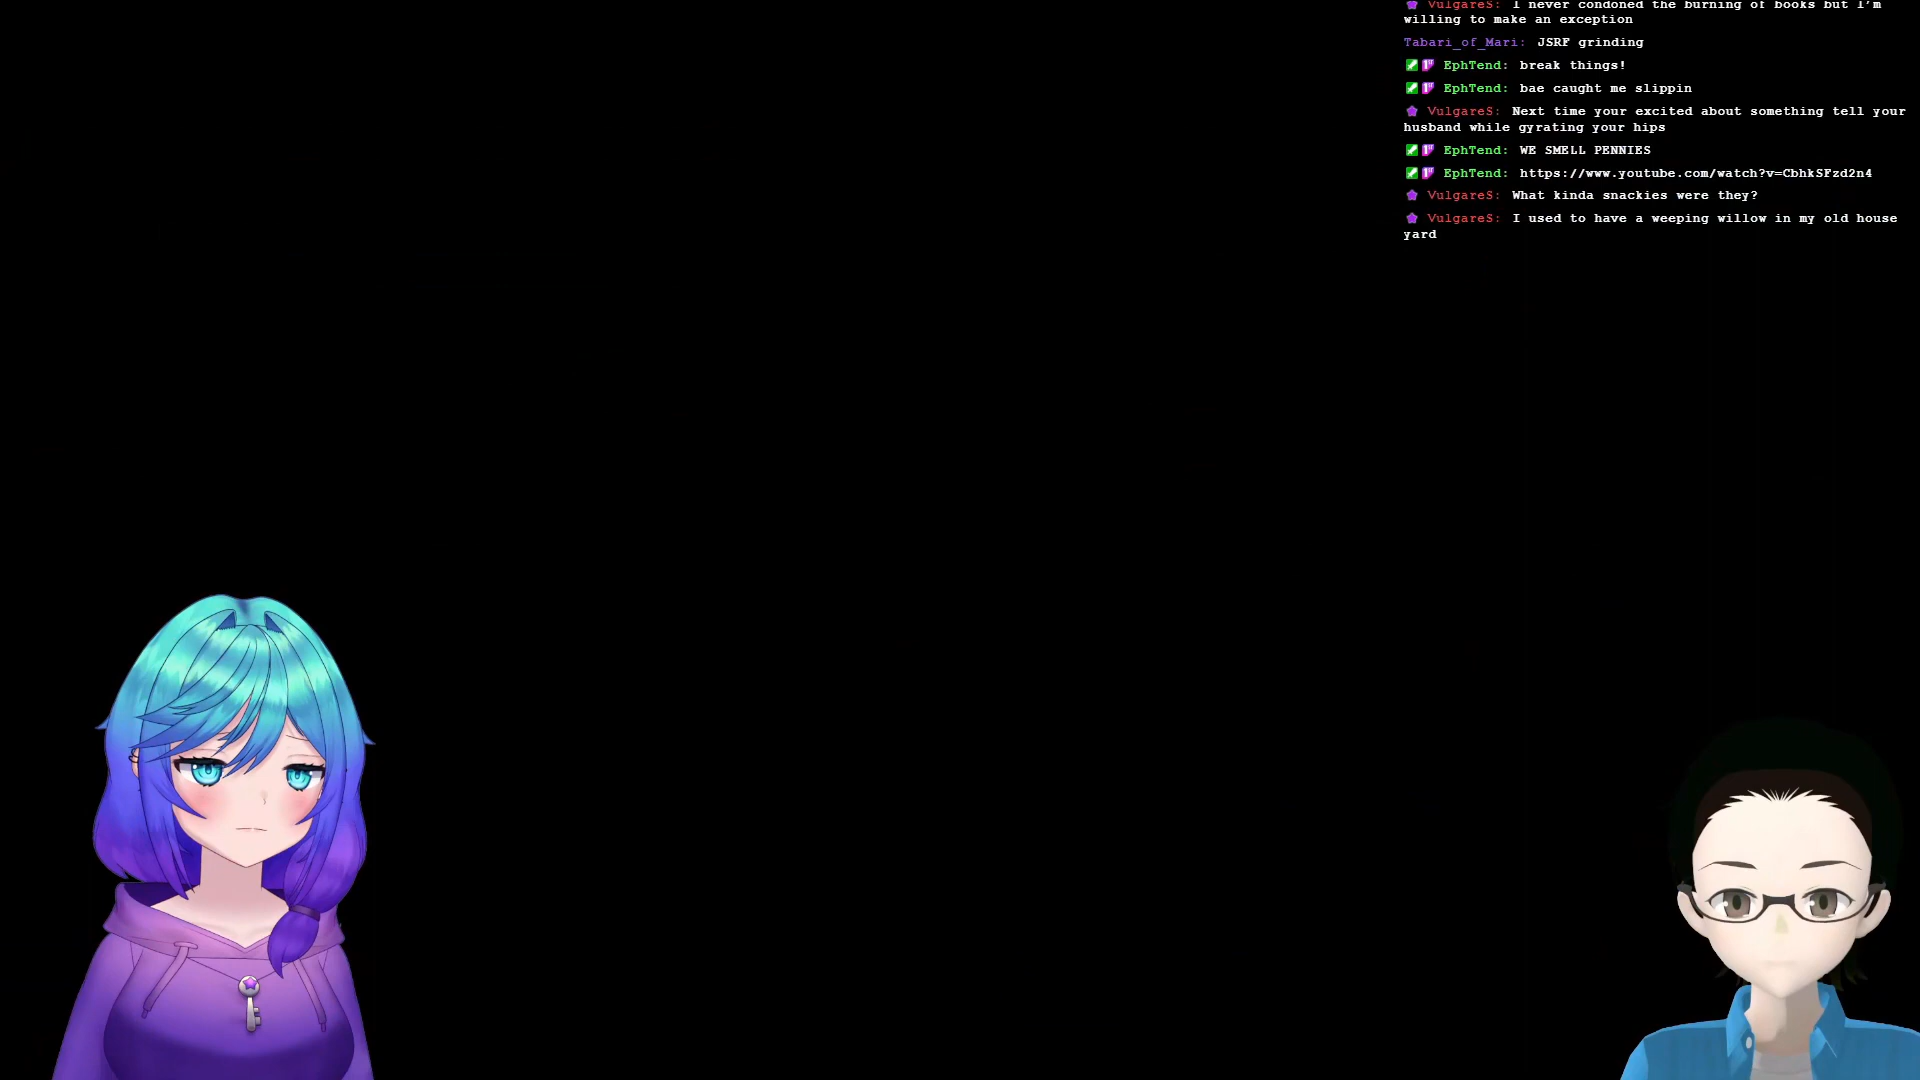 VulgareS: I never condoned the burning of books but I'm
willing to make an exception
Tabari_of_Mari: JSRF grinding
EphTend: break things!
EphTend: bae caught me slippin
VulgareS: Next time your excited about something tell your
husband while gyrating your hips
EphTend: WE SMELL PENNIES
EphTend: https://www.youtube.com/watch?v=CbhkSFzd2n4
VulgareS: What kinda snackies were they?
VulgareS: I used to have a weeping willow in my old house
yard